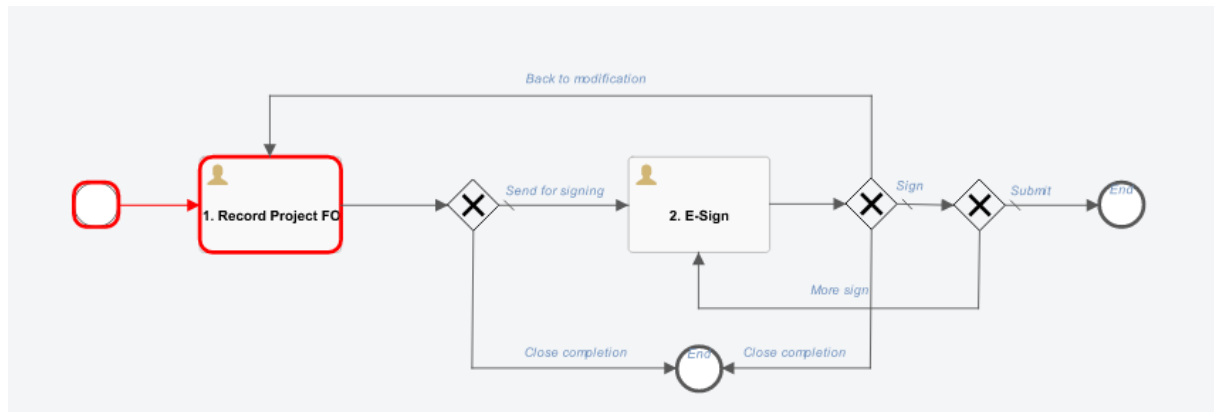 Back to modification
Send for signing
Sign
Submit
End
1. Record Project FO
2. E-Sign
More sign
Close completion
End
Close completion